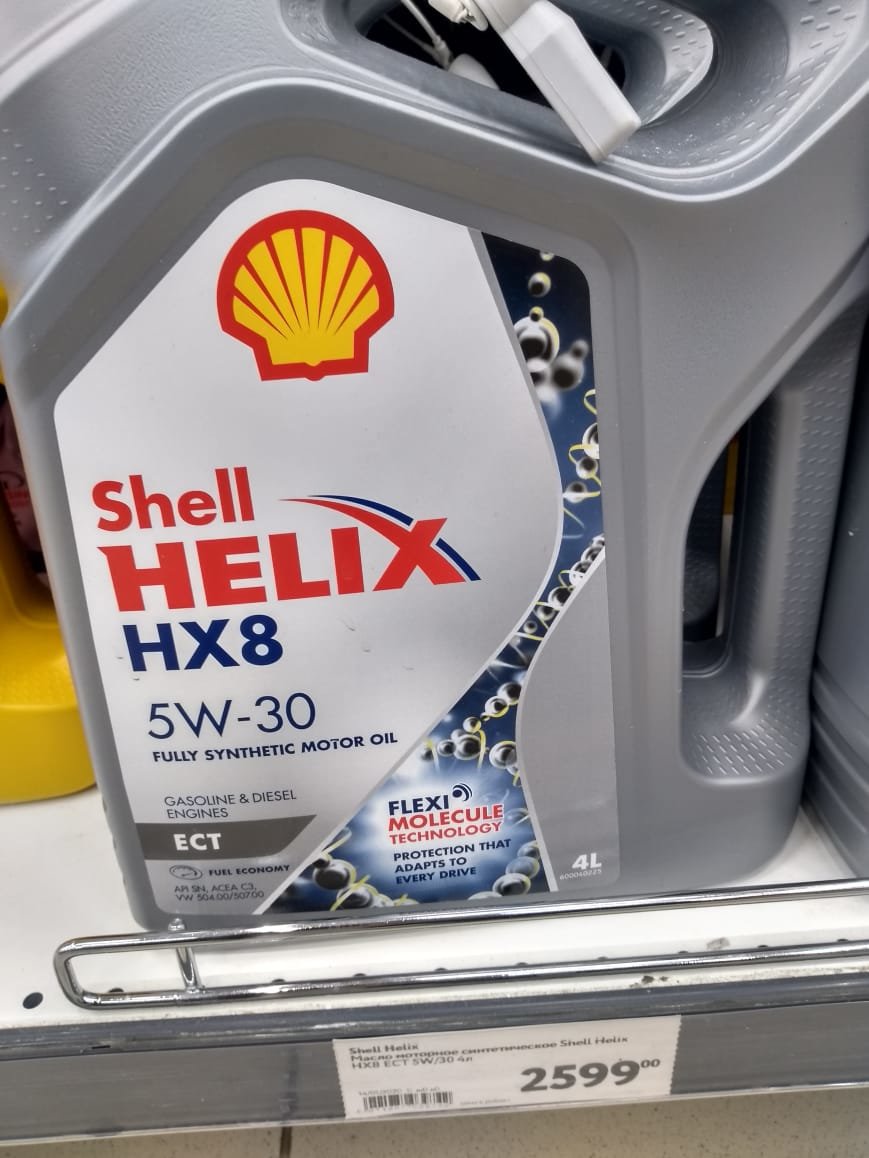 Shell
HELIX
HX8
5W-30
FULLY SYNTHETIC MOTOR OIL
GASOLINE & DIESEL
ENGINES
ECT
FUEL ECONOMY
API SN, ACEA C3,
VW 504.00/507.00
FLEXI
MOLECULE
TECHNOLOGY
PROTECTION THAT
ADAPTS TO
EVERY DRIVE
4L
600040225
Shell Helix
Масло моторное синтетическое Shell Helix
HX8 ECT 5W/30 4л
2599⁰⁰